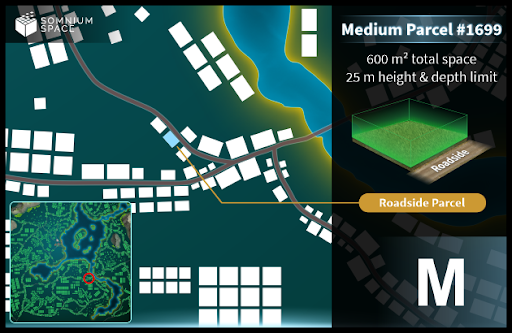 SOMNIUM
SPACE
Medium Parcel #1699
600 m² total space
25 m height & depth limit
Roadside
Roadside Parcel
M